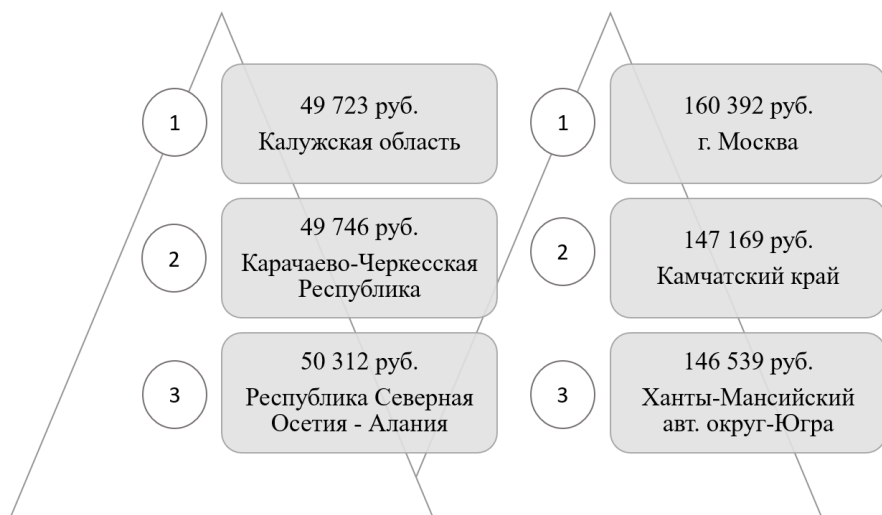 1
49 723 руб.
Калужская область
2
49 746 руб.
Карачаево-Черкесская
Республика
3
50 312 руб.
Республика Северная
Осетия - Алания
1
160 392 руб.
г. Москва
2
147 169 руб.
Камчатский край
3
146 539 руб.
Ханты-Мансийский
авт. округ-Югра